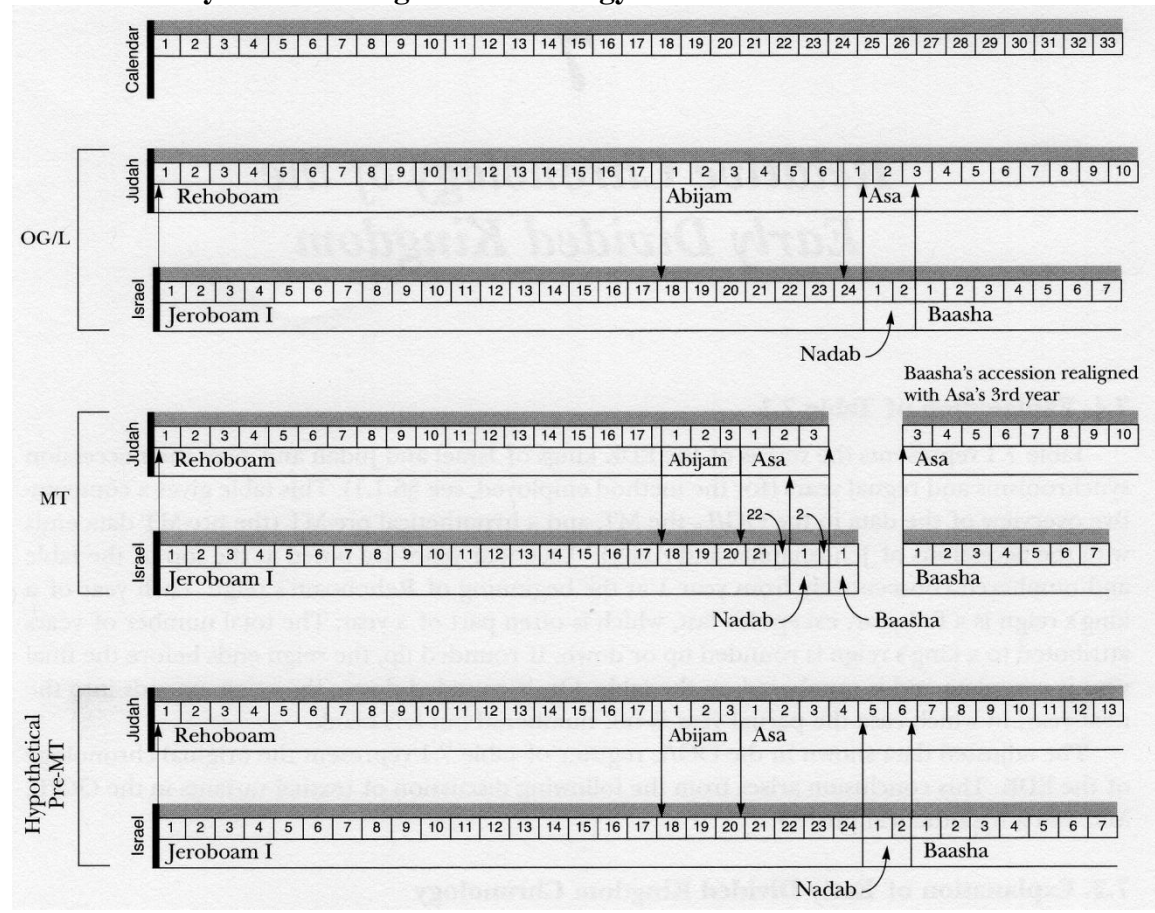 Calendar
1 2 3 4 5 6 7 8 9 10 11 12 13 14 15 16 17 18 19 20 21 22 23 24 25 26 27 28 29 30 31 32 33
OG/L
Judah
1 2 3 4 5 6 7 8 9 10 11 12 13 14 15 16 17 1 2 3 4 5 6 1 2 3 4 5 6 7 8 9 10
Rehoboam Abijam Asa
Israel
1 2 3 4 5 6 7 8 9 10 11 12 13 14 15 16 17 18 19 20 21 22 23 24 1 2 1 2 3 4 5 6 7
Jeroboam I Baasha
Nadab
Baasha's accession realigned
with Asa's 3rd year
MT
Judah
1 2 3 4 5 6 7 8 9 10 11 12 13 14 15 16 17 1 2 3 1 2 3 3 4 5 6 7 8 9 10
Rehoboam Abijam Asa Asa
22 2
Israel
1 2 3 4 5 6 7 8 9 10 11 12 13 14 15 16 17 18 19 20 21 1 1 1 2 3 4 5 6 7
Jeroboam I Baasha
Nadab Baasha
Hypothetical
Pre-MT
Judah
1 2 3 4 5 6 7 8 9 10 11 12 13 14 15 16 17 1 2 3 1 2 3 4 5 6 7 8 9 10 11 12 13
Rehoboam Abijam Asa
Israel
1 2 3 4 5 6 7 8 9 10 11 12 13 14 15 16 17 18 19 20 21 22 23 24 1 2 1 2 3 4 5 6 7
Jeroboam I Baasha
Nadab